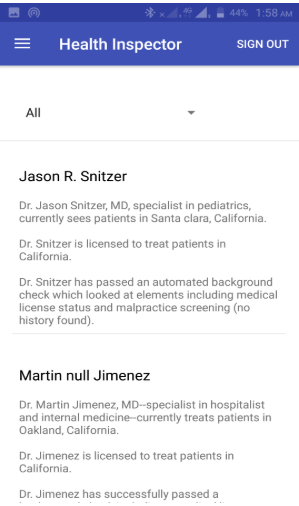 4G 44% 1:58 AM
Health Inspector SIGN OUT
All
Jason R. Snitzer
Dr. Jason Snitzer, MD, specialist in pediatrics,
currently sees patients in Santa clara, California.
Dr. Snitzer is licensed to treat patients in
California.
Dr. Snitzer has passed an automated background
check which looked at elements including medical
license status and malpractice screening (no
history found).
Martin null Jimenez
Dr. Martin Jimenez, MD--specialist in hospitalist
and internal medicine--currently treats patients in
Oakland, California.
Dr. Jimenez is licensed to treat patients in
California.
Dr. Jimenez has successfully passed a